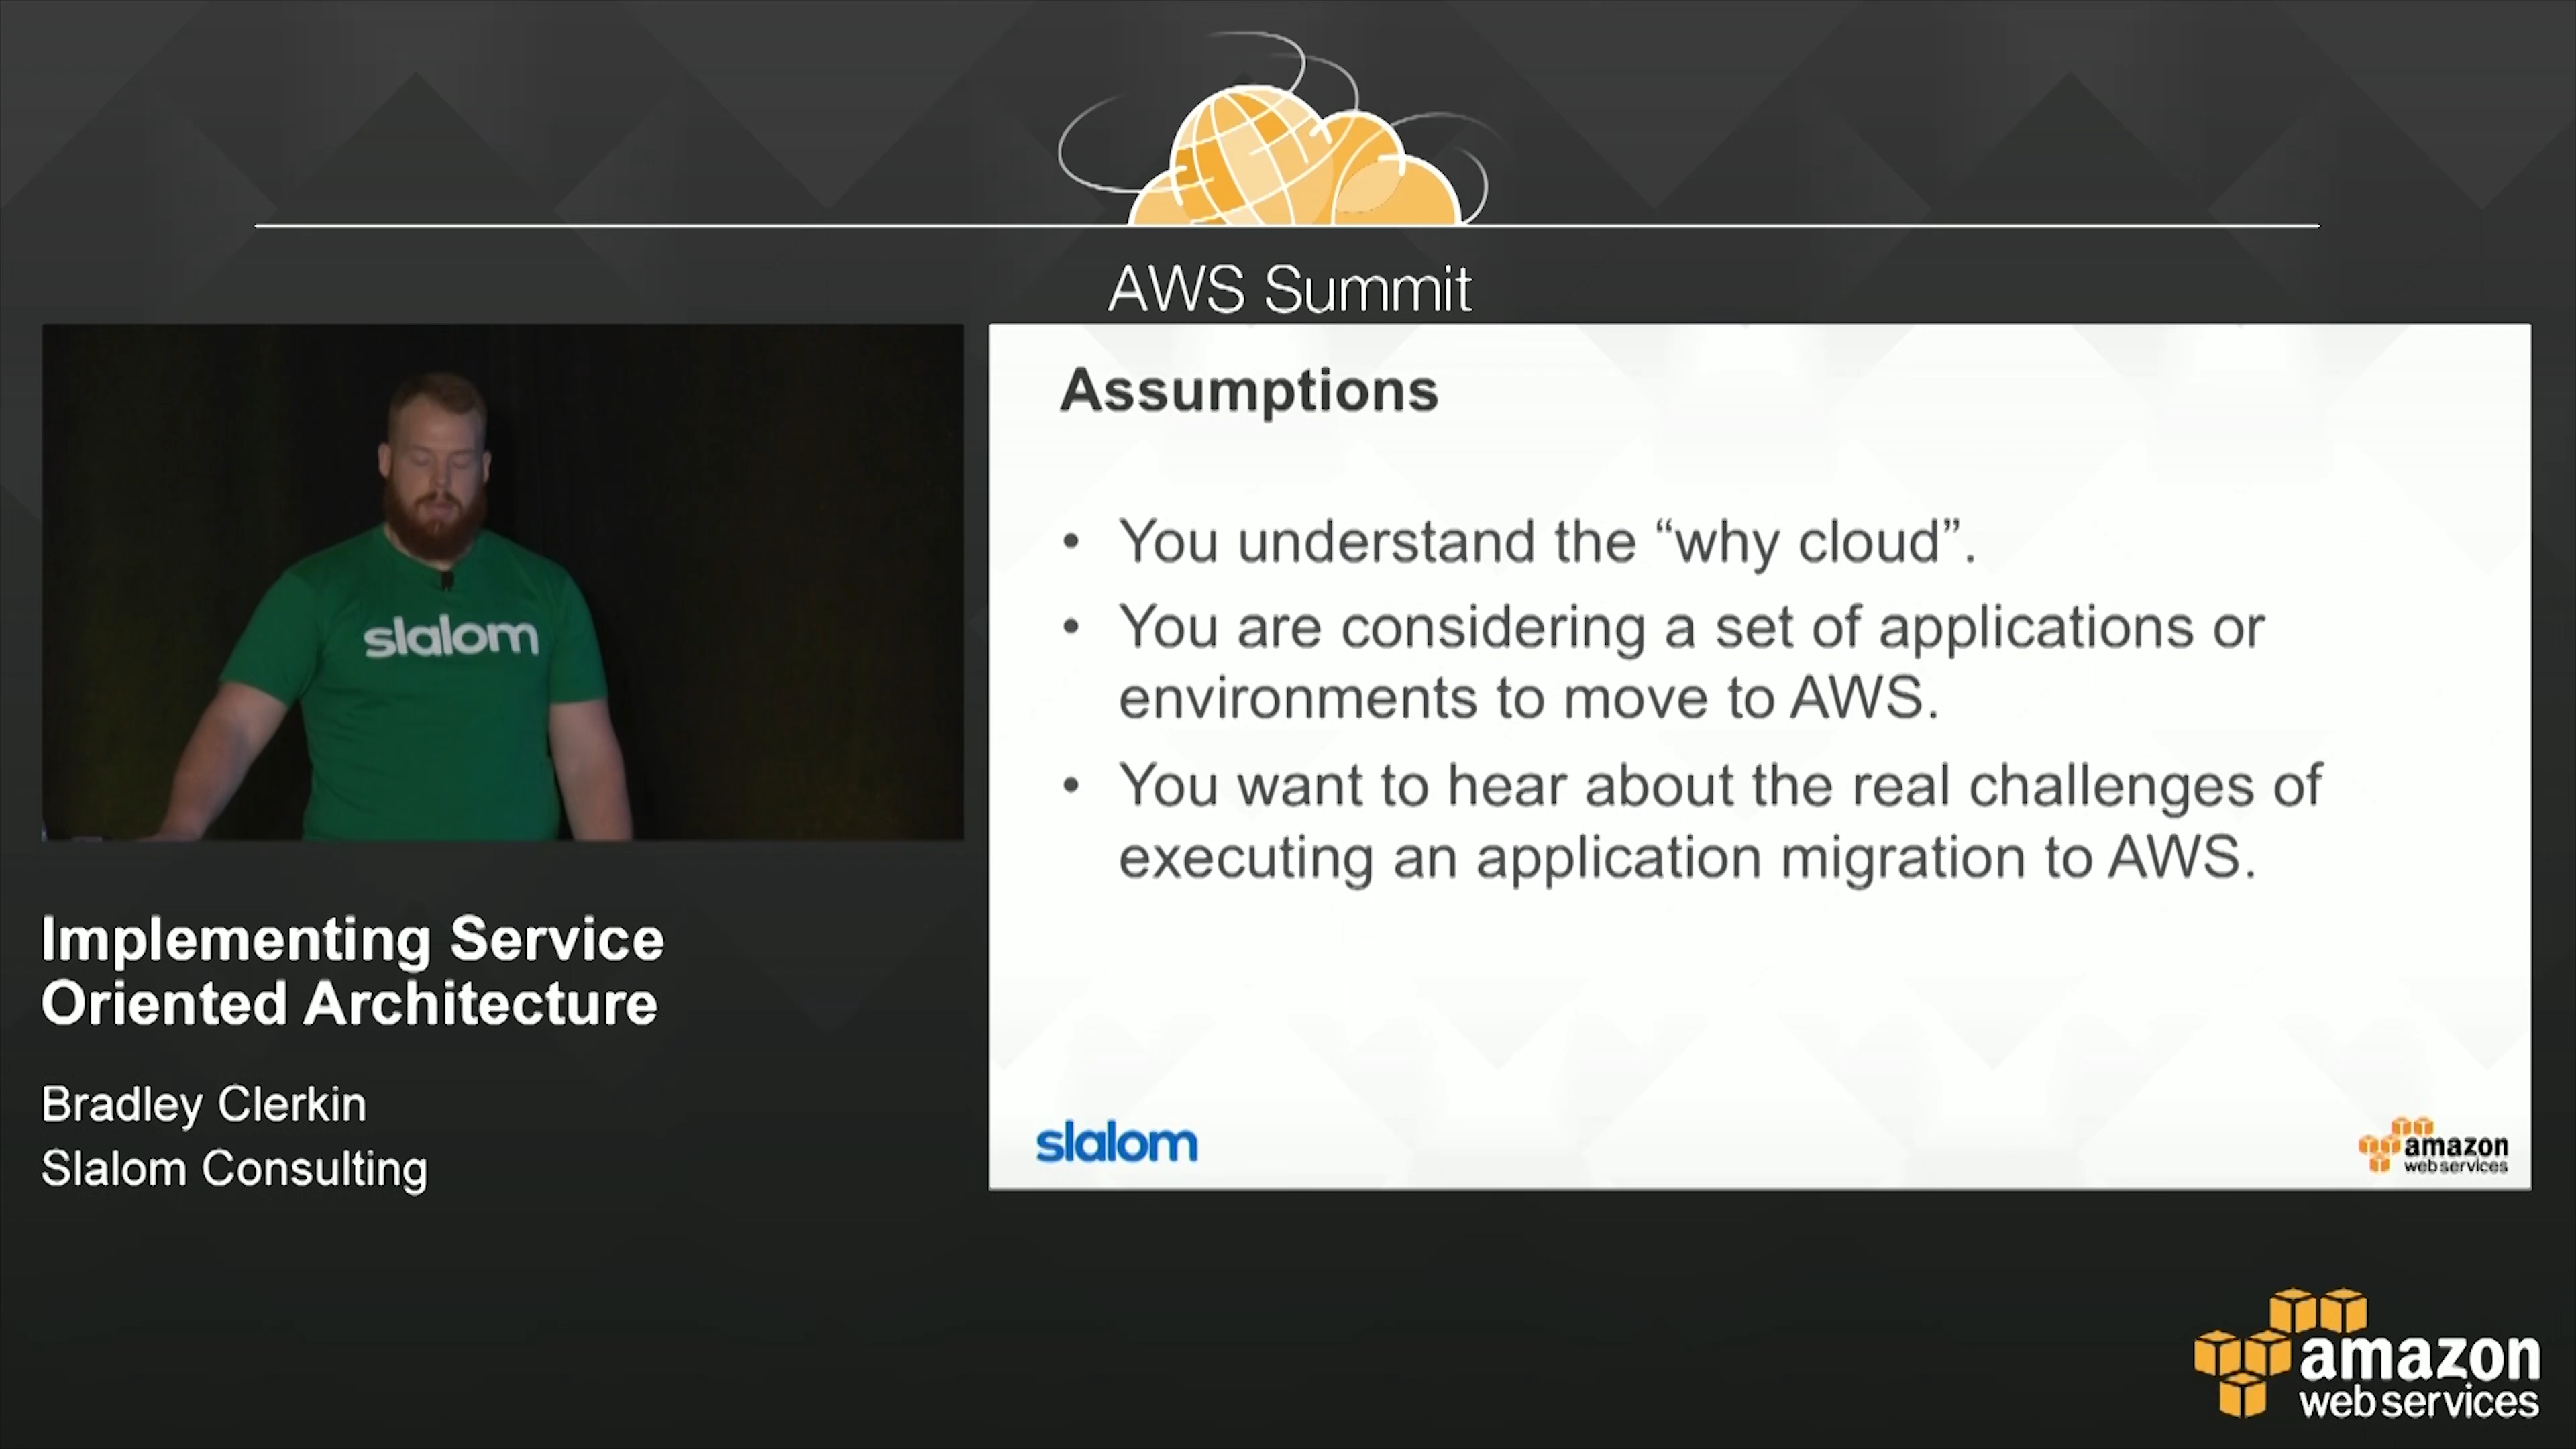 AWS Summit
slalom
Implementing Service
Oriented Architecture
Bradley Clerkin
Slalom Consulting
Assumptions
• You understand the “why cloud”.
• You are considering a set of applications or
environments to move to AWS.
• You want to hear about the real challenges of
executing an application migration to AWS.
slalom
amazon
web services
amazon
web services